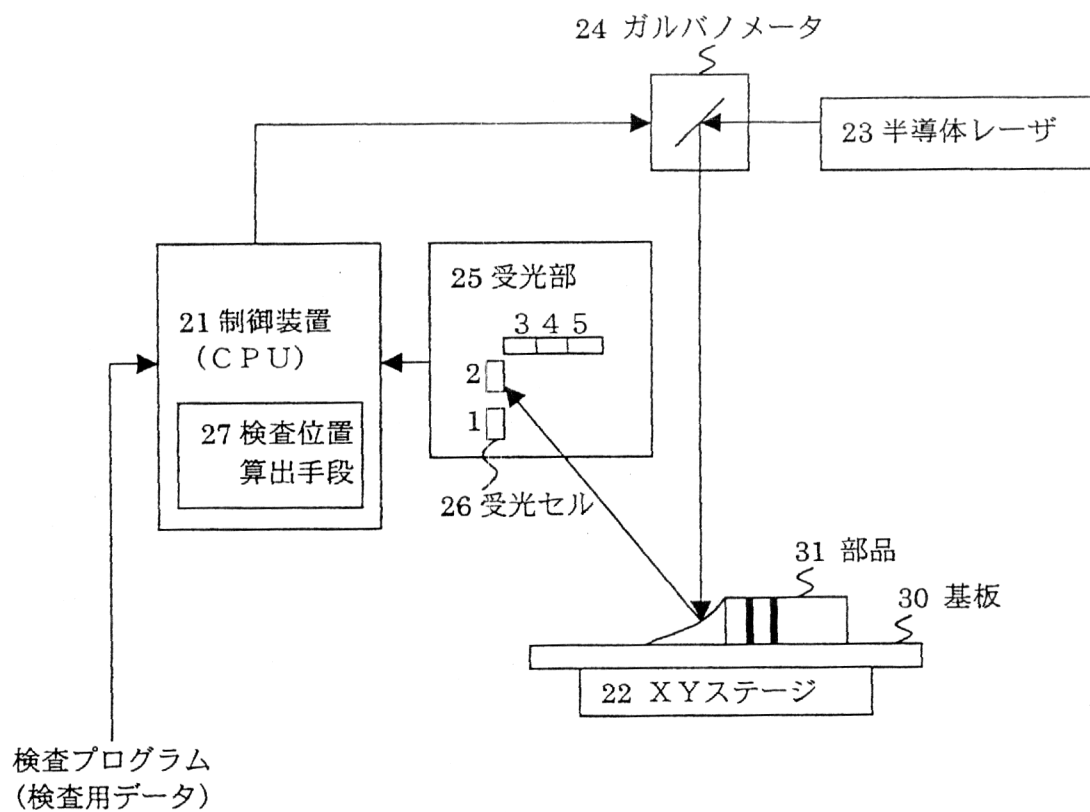 24 ガルバノメータ
23 半導体レーザ
25 受光部
3 4 5
2
1
21 制御装置
(ＣＰＵ)
27 検査位置
算出手段
26 受光セル
31 部品
30 基板
22 ＸＹステージ
検査プログラム
(検査用データ)